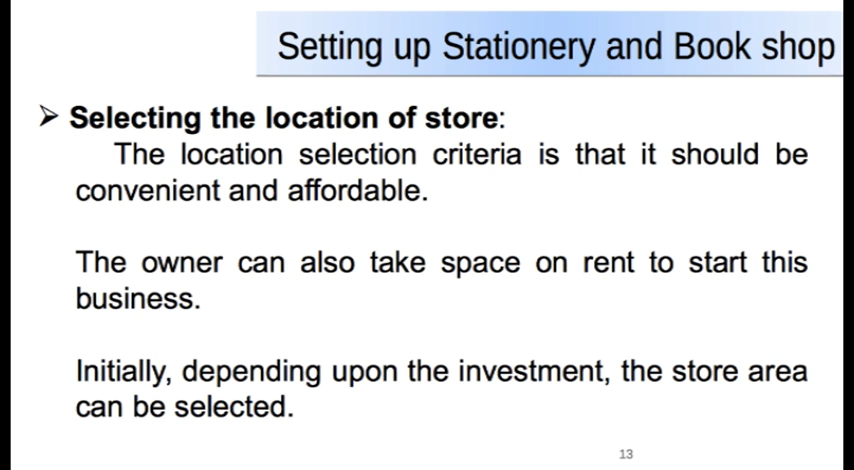 Setting up Stationery and Book shop
➢ Selecting the location of store:
The location selection criteria is that it should be
convenient and affordable.
The owner can also take space on rent to start this
business.
Initially, depending upon the investment, the store area
can be selected.
13